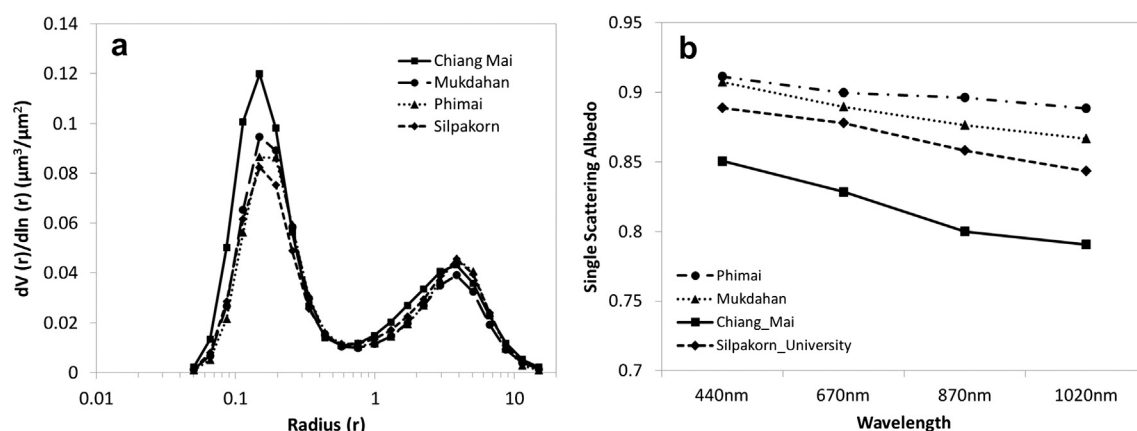 a
0.14
0.12
0.1
0.08
0.06
0.04
0.02
0
dV (r)/dln (r) (μm³/μm²)
Chiang Mai
Mukdahan
Phimai
Silpakorn
0.01
0.1
1
10
Radius (r)
b
0.95
0.9
0.85
0.8
0.75
0.7
Single Scattering Albedo
Phimai
Mukdahan
Chiang_Mai
Silpakorn_University
440nm
670nm
870nm
1020nm
Wavelength